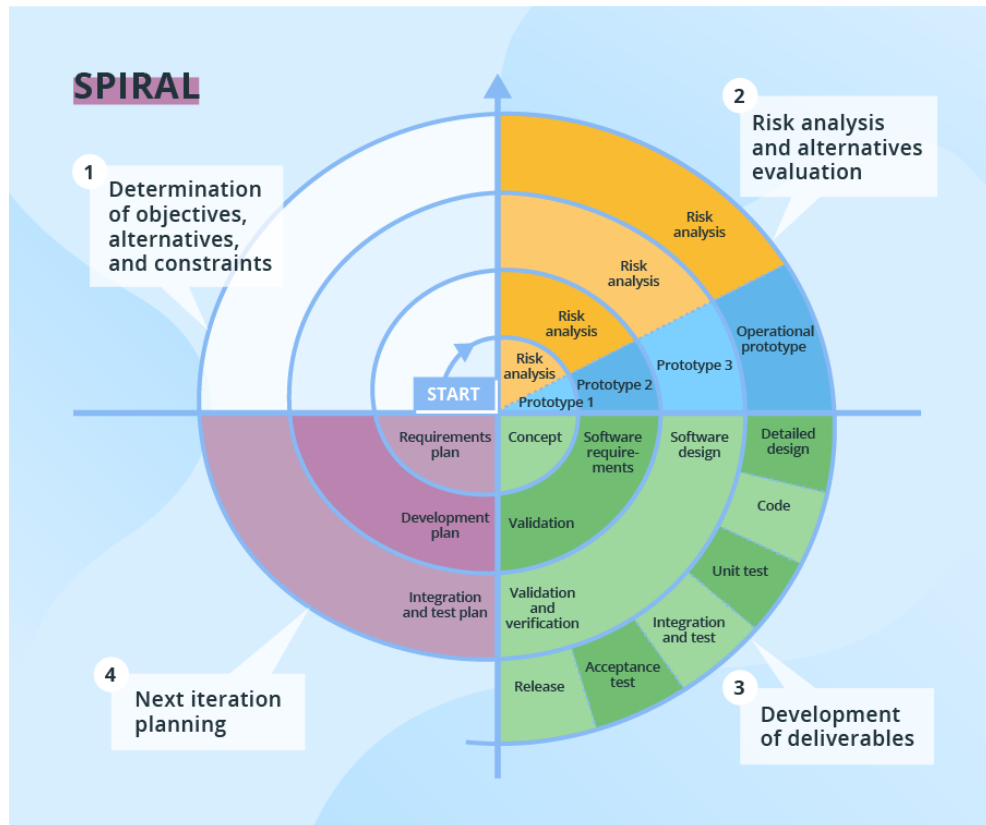 SPIRAL
1
Determination
of objectives,
alternatives,
and constraints
2
Risk analysis
and alternatives
evaluation
Risk
analysis
Risk
analysis
Risk
analysis
Risk
analysis
Operational
prototype
Prototype 3
Prototype 2
Prototype 1
START
Requirements
plan
Concept
Software
require-
ments
Software
design
Detailed
design
Code
Unit test
Development
plan
Validation
Integration
and test plan
Validation
and
verification
Integration
and test
Acceptance
test
Release
4
Next iteration
planning
3
Development
of deliverables